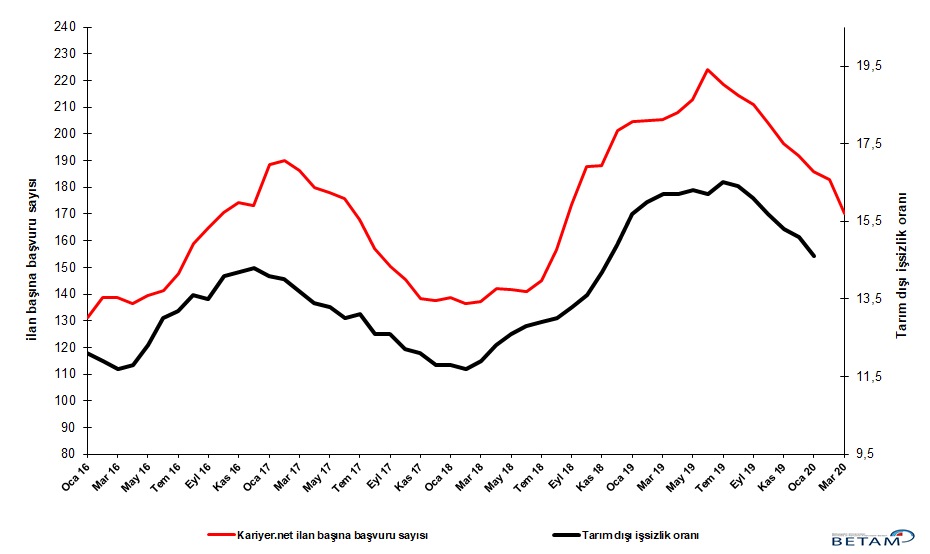 240
230
220
210
200
190
180
170
160
150
140
130
120
110
100
90
80
ilan başına başvuru sayısı
19,5
17,5
15,5
13,5
11,5
9,5
Tarım dışı işsizlik oranı
Oca 16
Mar 16
May 16
Tem 16
Eyl 16
Kas 16
Oca 17
Mar 17
May 17
Tem 17
Eyl 17
Kas 17
Oca 18
Mar 18
May 18
Tem 18
Eyl 18
Kas 18
Oca 19
Mar 19
May 19
Tem 19
Eyl 19
Kas 19
Oca 20
Mar 20
Kariyer.net ilan başına başvuru sayısı
Tarım dışı işsizlik oranı
BETAM